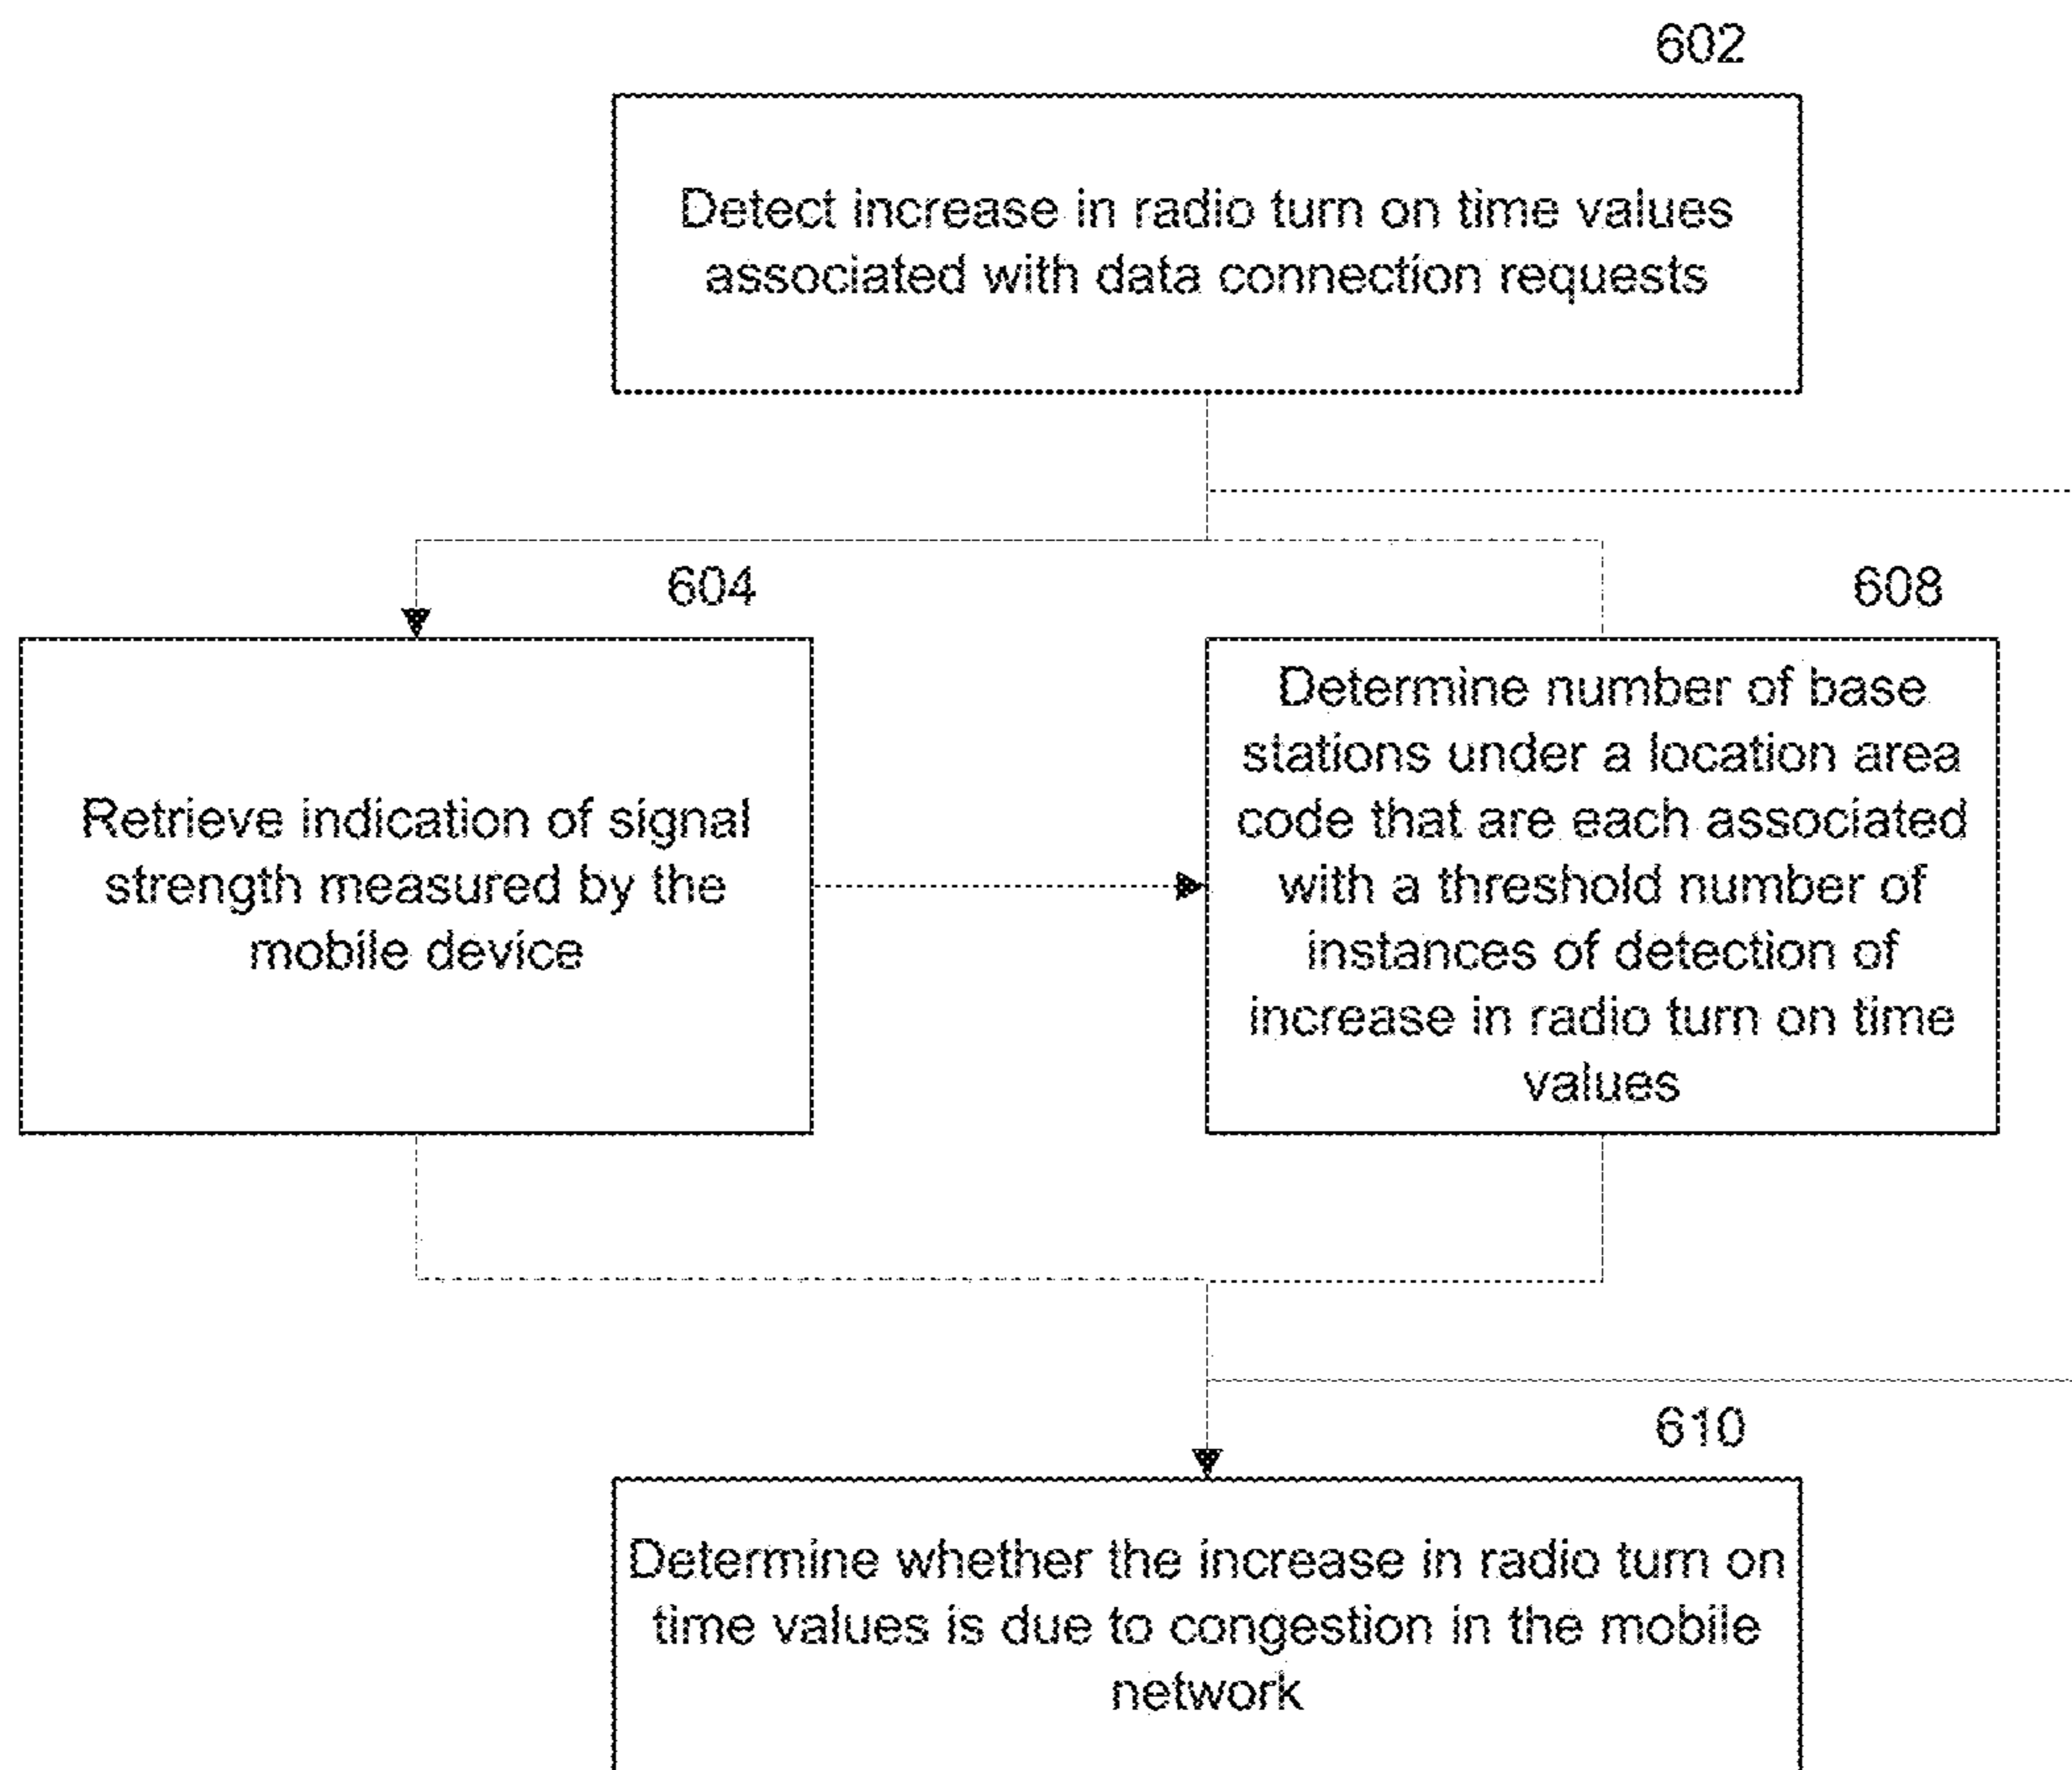 602
Detect increase in radio turn on time values
associated with data connection requests
604
608
Retrieve indication of signal
strength measured by the
mobile device
Determine number of base
stations under a location area
code that are each associated
with a threshold number of
instances of detection of
increase in radio turn on time
values
610
Determine whether the increase in radio turn on
time values is due to congestion in the mobile
network